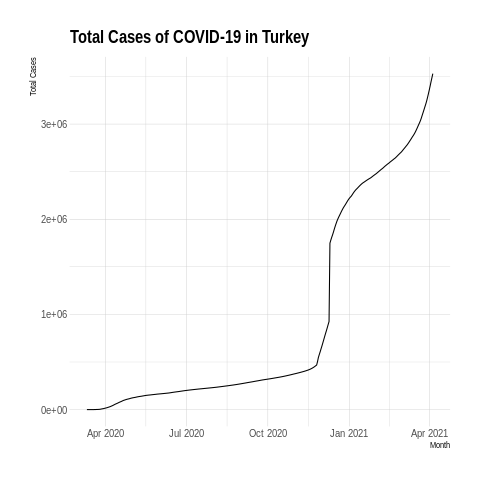 Total Cases of COVID-19 in Turkey
Total Cases
3e+06
2e+06
1e+06
0e+00
Apr 2020 Jul 2020 Oct 2020 Jan 2021 Apr 2021
Month